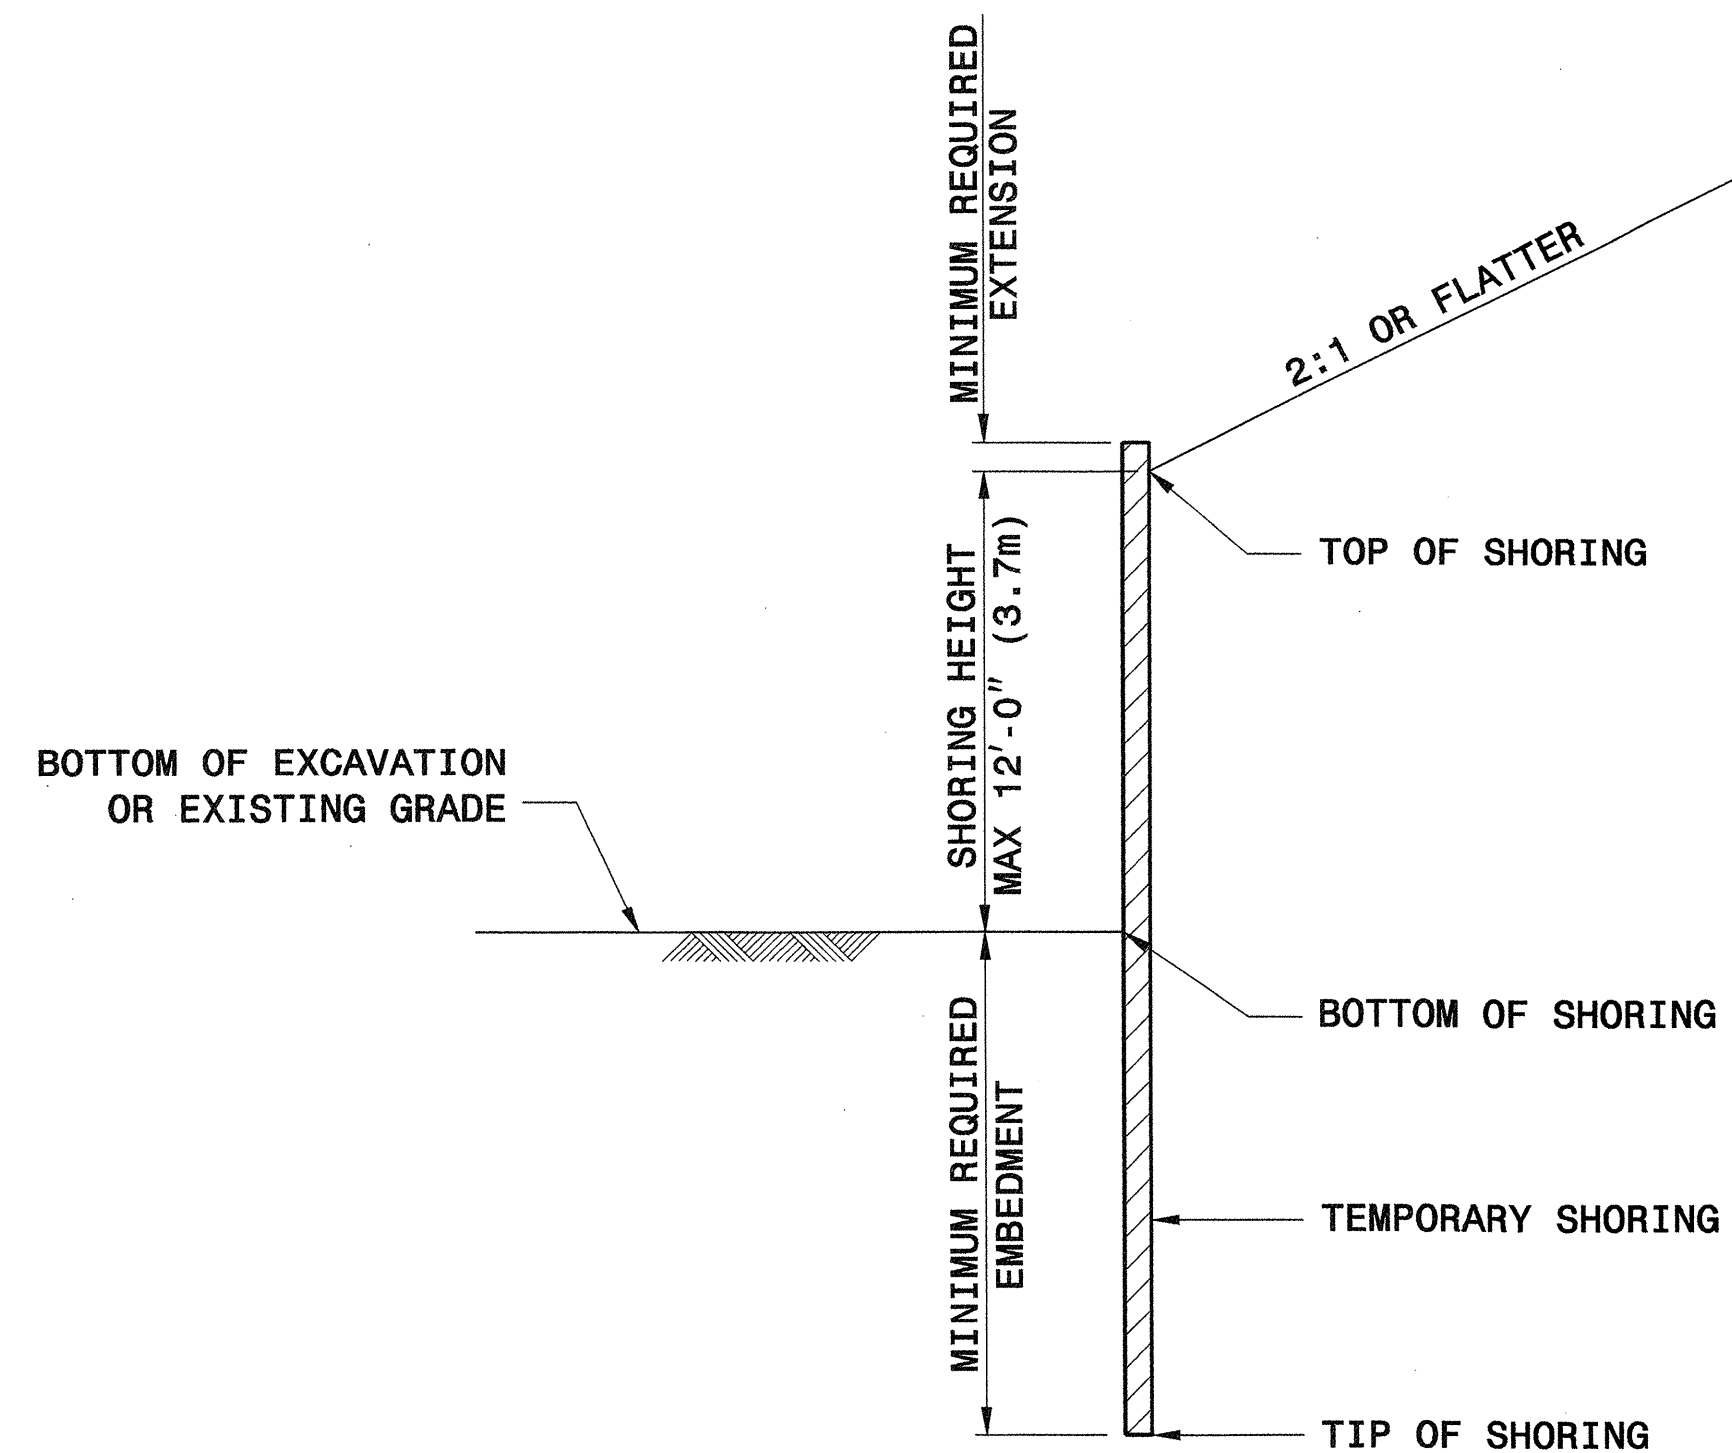 MINIMUM REQUIRED
EXTENSION
2:1 OR FLATTER
TOP OF SHORING
SHORING HEIGHT
MAX 12'-0" (3.7m)
BOTTOM OF EXCAVATION
OR EXISTING GRADE
BOTTOM OF SHORING
MINIMUM REQUIRED
EMBEDMENT
TEMPORARY SHORING
TIP OF SHORING